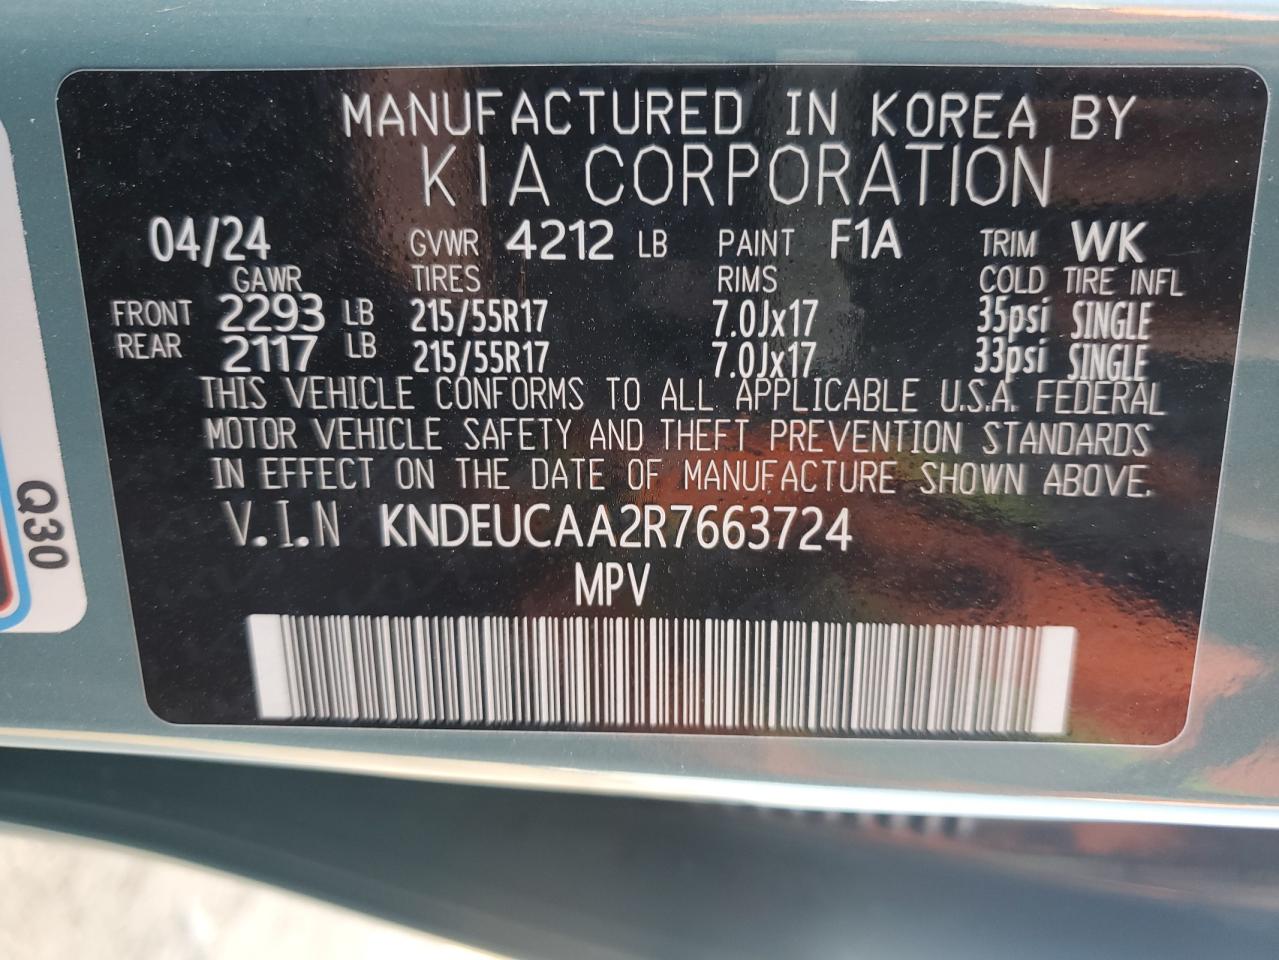 MANUFACTURED IN KOREA BY
KIA CORPORATION
04/24 GVWR 4212 LB PAINT F1A TRIM WK
GAWR TIRES RIMS COLD TIRE INFL
FRONT 2293 LB 215/55R17 7.0Jx17 35psi SINGLE
REAR 2117 LB 215/55R17 7.0Jx17 33psi SINGLE
THIS VEHICLE CONFORMS TO ALL APPLICABLE U.S.A. FEDERAL
MOTOR VEHICLE SAFETY AND THEFT PREVENTION STANDARDS
IN EFFECT ON THE DATE OF MANUFACTURE SHOWN ABOVE.
V.I.N KNDEUCAA2R7663724
MPV
Q30